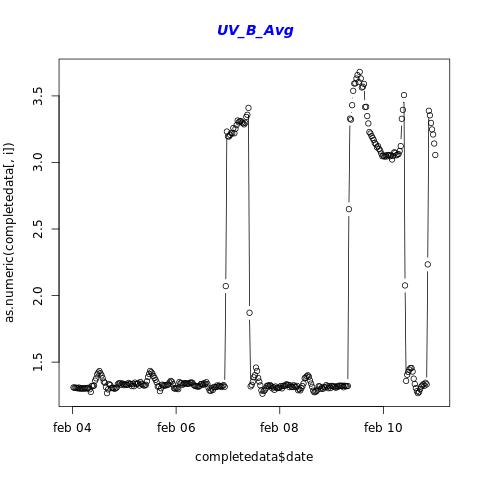 UV_B_Avg
as.numeric(completedata[, i])
3.5
3.0
2.5
2.0
1.5
feb 04 feb 06 feb 08 feb 10
completedata$date